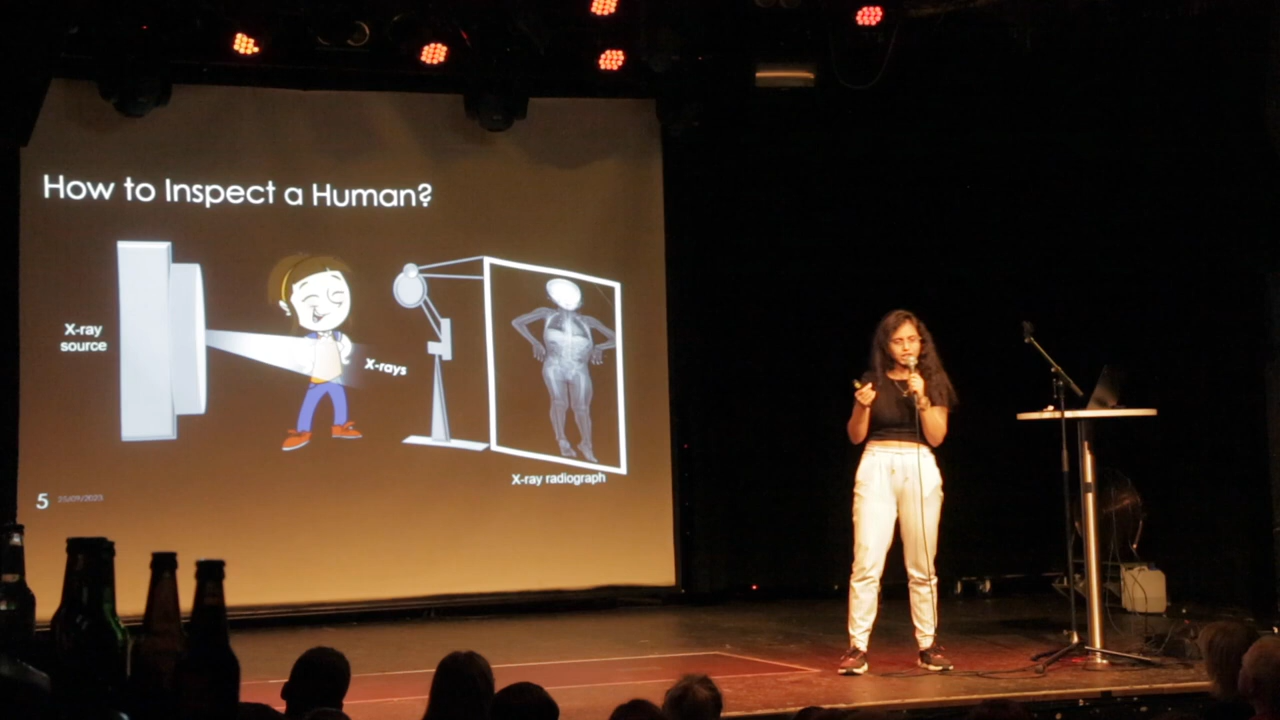 How to Inspect a Human?
X-ray
source
X-rays
X-ray radiograph
5